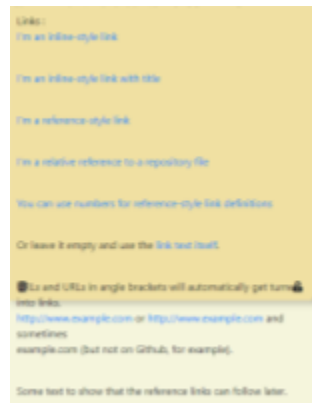 Links :
I'm an inline-style link
I'm an inline-style link with title
I'm a reference-style link
I'm a relative reference to a repository file
You can use numbers for reference-style link definitions
Or leave it empty and use the link text itself.
Ls and URLs in angle brackets will automatically get turned
into links.
http://www.example.com or http://www.example.com and
sometimes
example.com (but not on Github, for example).
Some text to show that the reference links can follow later.